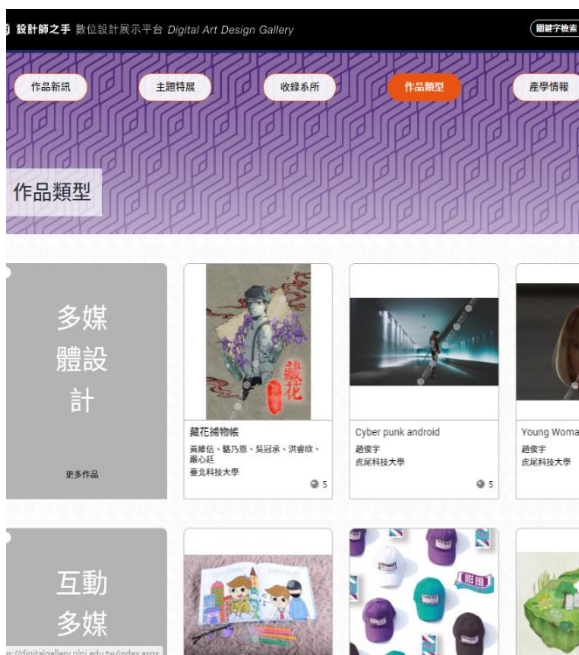 設計師之手 數位設計展示平台 Digital Art Design Gallery
關鍵字檢索
作品新訊
主題特展
收錄系所
作品類型
產學情報
作品類型
多媒
體設
計
更多作品
藏花
藏花捕物帳
黃維信、駱乃恩、吳冠承、洪睿欣、
嚴心廷
臺北科技大學
5
Cyber punk android
趙俊宇
虎尾科技大學
5
Young Woma
趙俊宇
虎尾科技大學
互動
多媒